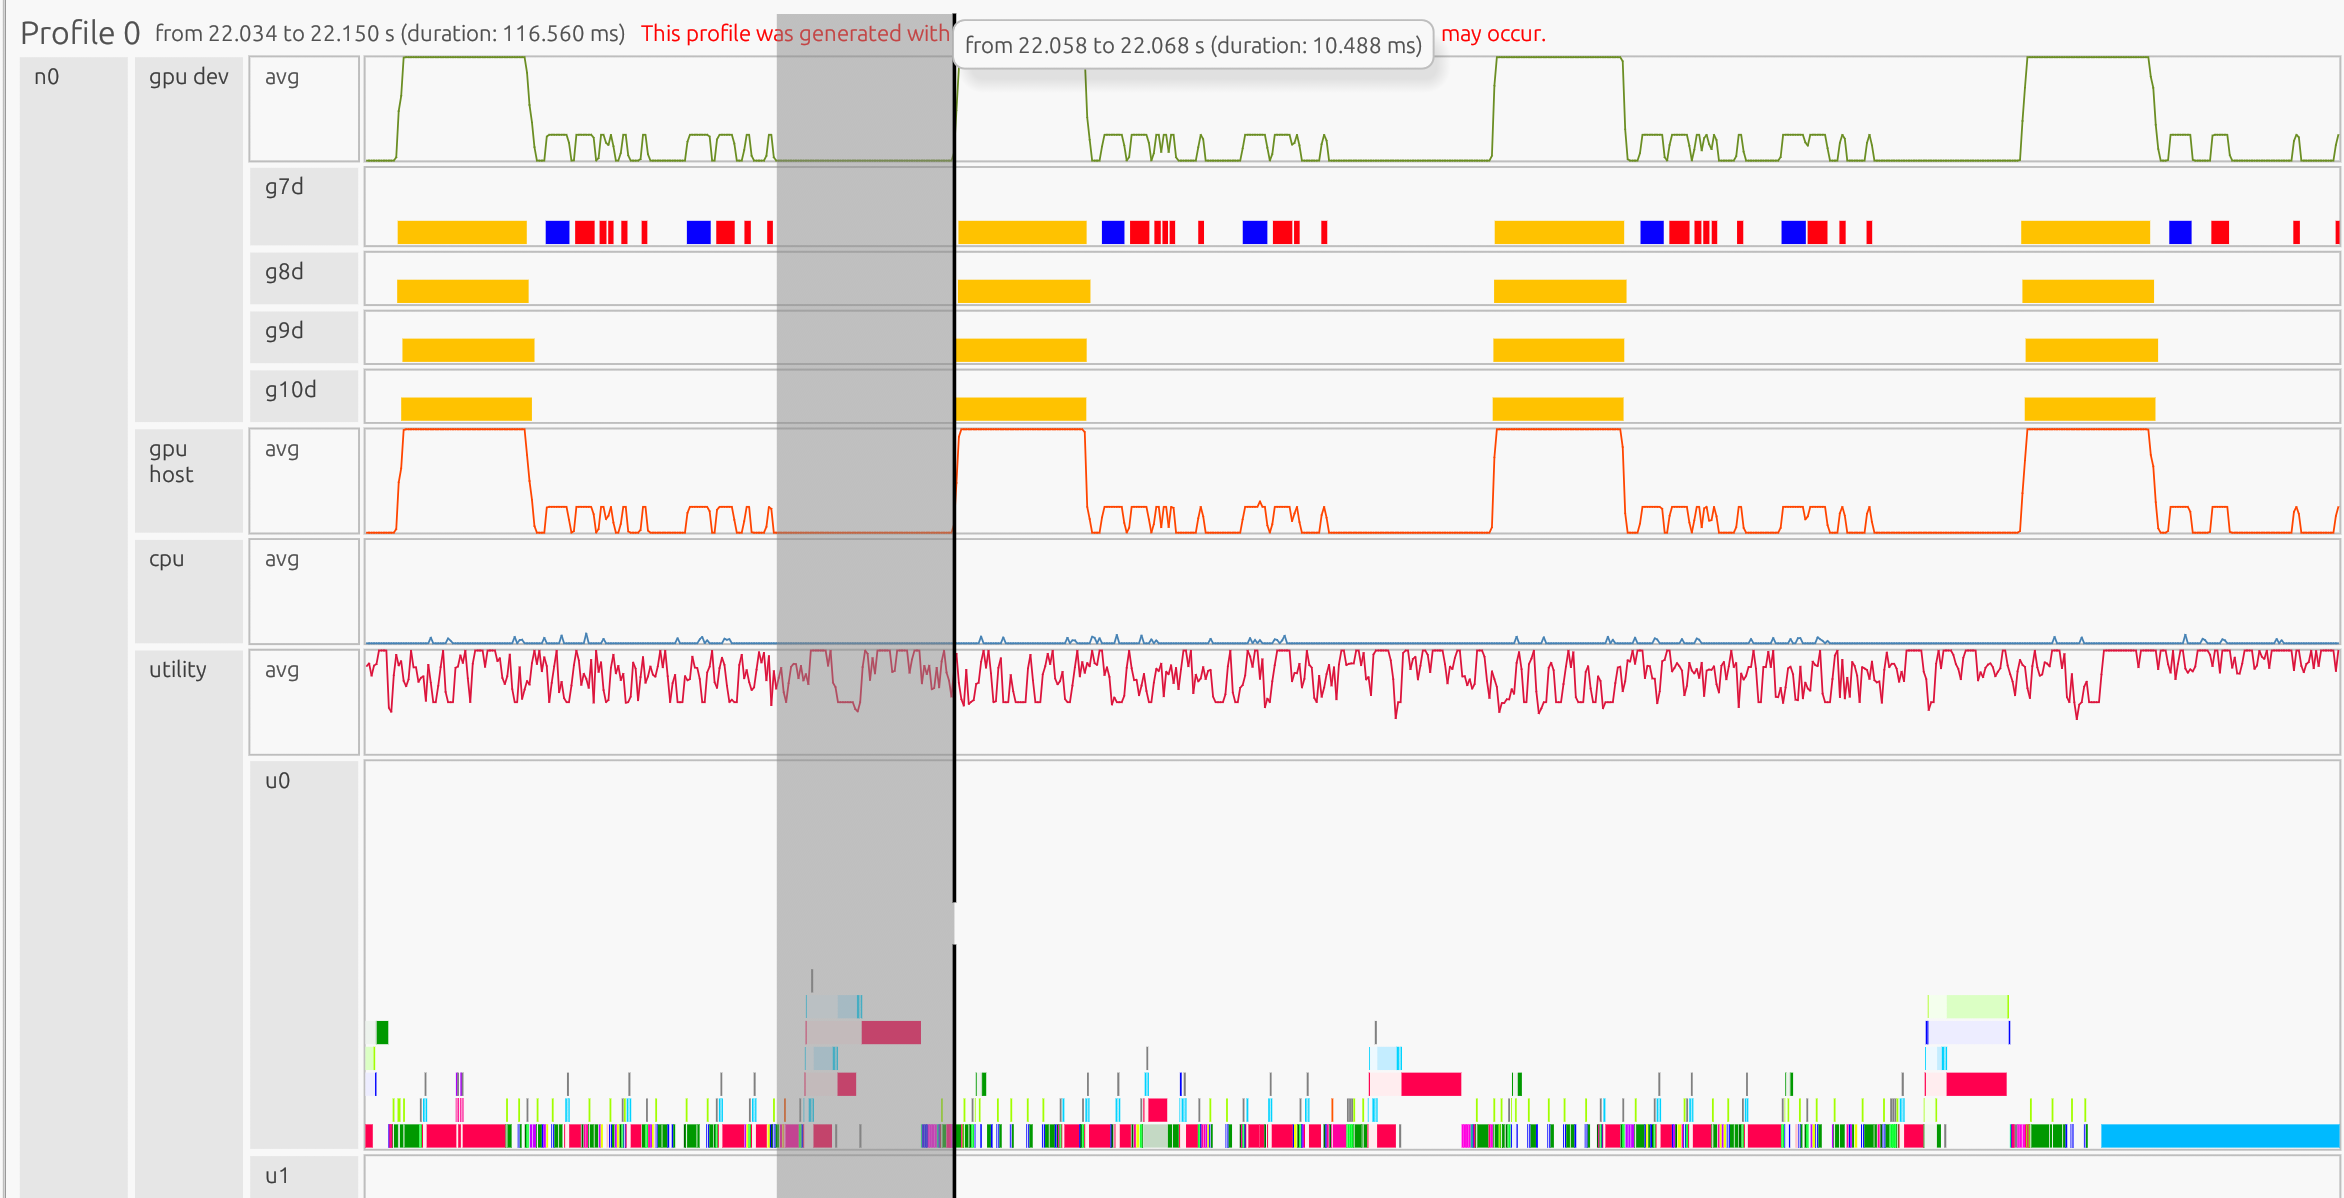 Profile 0 from 22.034 to 22.150 s (duration: 116.560 ms) This profile was generated with may occur.
from 22.058 to 22.068 s (duration: 10.488 ms)
n0
gpu dev
avg
g7d
g8d
g9d
g10d
gpu
host
avg
cpu
avg
utility
avg
u0
u1